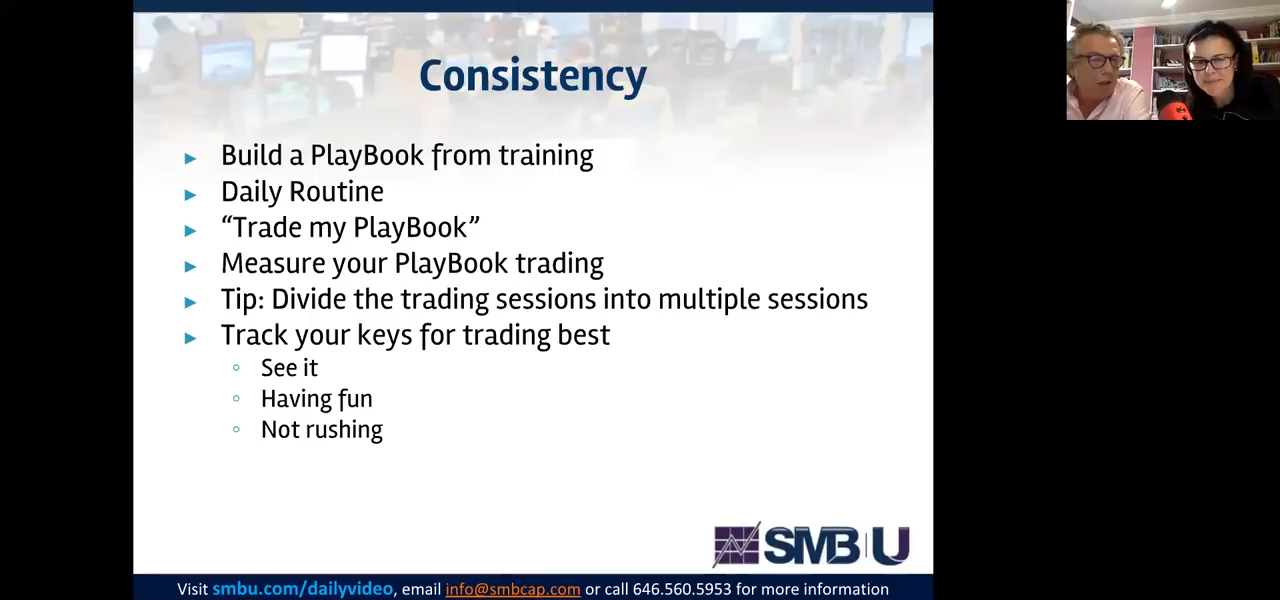 Consistency
Build a PlayBook from training
Daily Routine
“Trade my PlayBook”
Measure your PlayBook trading
Tip: Divide the trading sessions into multiple sessions
Track your keys for trading best
See it
Having fun
Not rushing
SMB U
Visit smbu.com/dailyvideo, email info@smbcap.com or call 646.560.5953 for more information